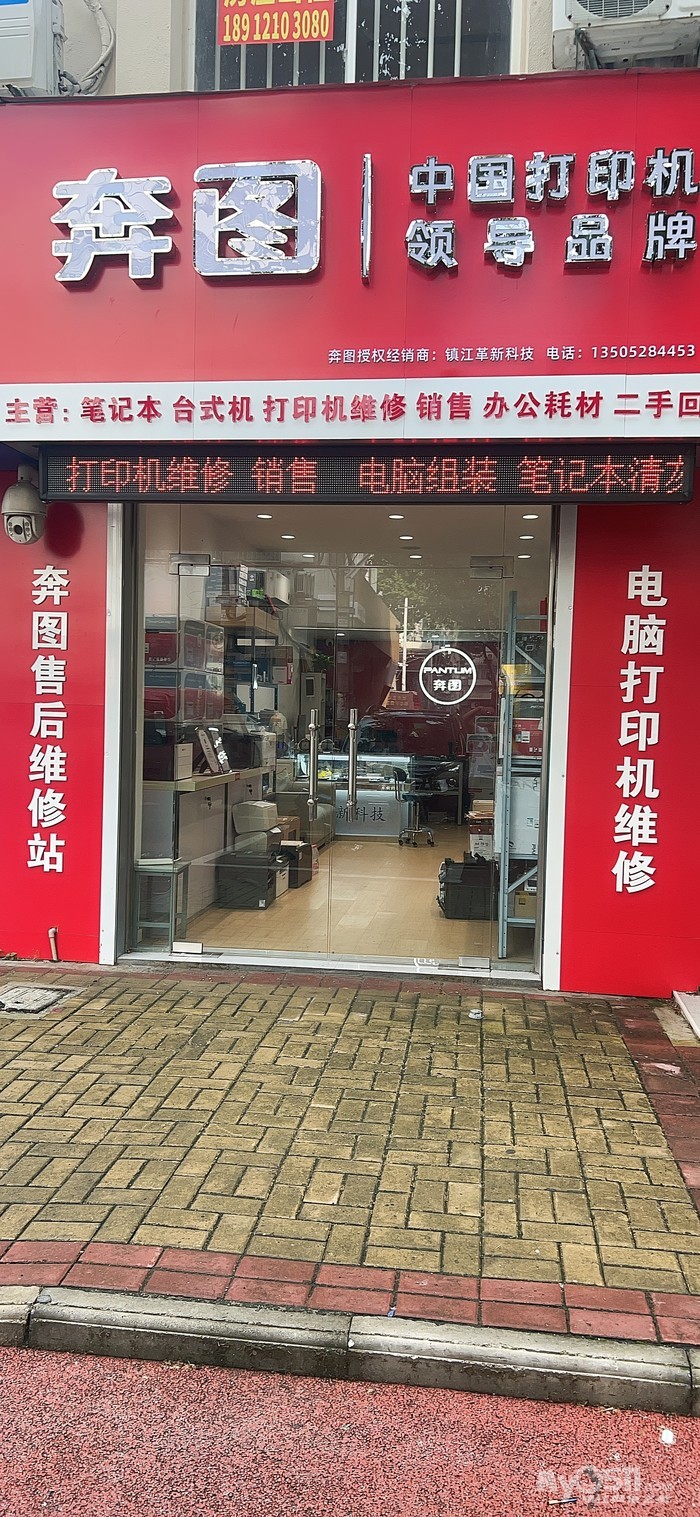 18912103080
奔图
中国打印机
领导品牌
奔图授权经销商：镇江革新科技 电话：13505284453
主营：笔记本 台式机 打印机维修 销售 办公耗材 二手回
打印机维修 销售 电脑组装 笔记本清
奔图售后维修站
电脑打印机维修
PANTUM
奔图
新科技